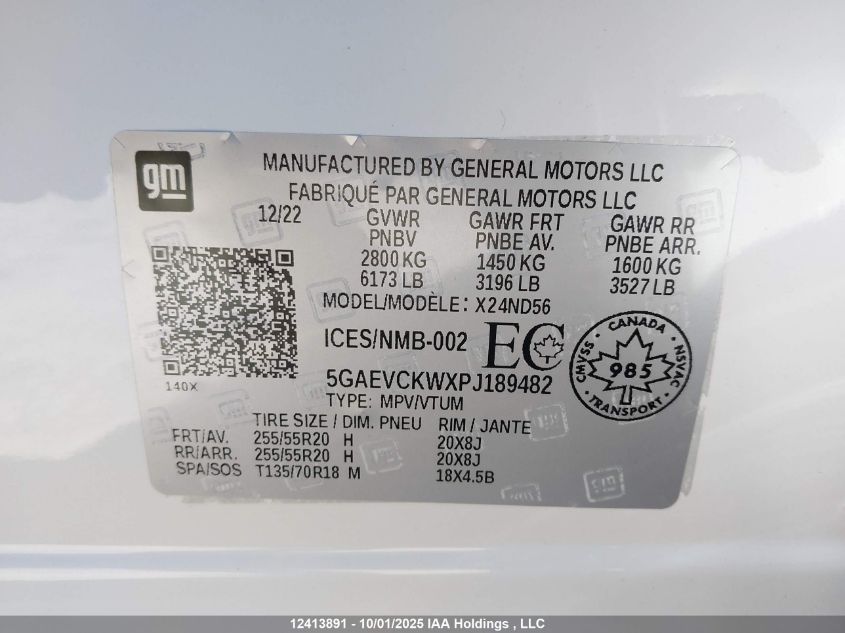 gm
MANUFACTURED BY GENERAL MOTORS LLC
FABRIQUÉ PAR GENERAL MOTORS LLC
12/22 GVWR GAWR FRT GAWR RR
PNBV PNBE AV. PNBE ARR.
2800 KG 1450 KG 1600 KG
6173 LB 3196 LB 3527 LB
MODEL/MODÈLE: X24ND56
ICES/NMB-002 EC
CANADA
CMVSS 985 NSVAC
TRANSPORT
140X
5GAEVCKWXPJ189482
TYPE: MPV/VTUM
TIRE SIZE / DIM. PNEU RIM / JANTE
FRT/AV. 255/55R20 H 20X8J
RR/ARR. 255/55R20 H 20X8J
SPA/SOS T135/70R18 M 18X4.5B
12413891 - 10/01/2025 IAA Holdings , LLC